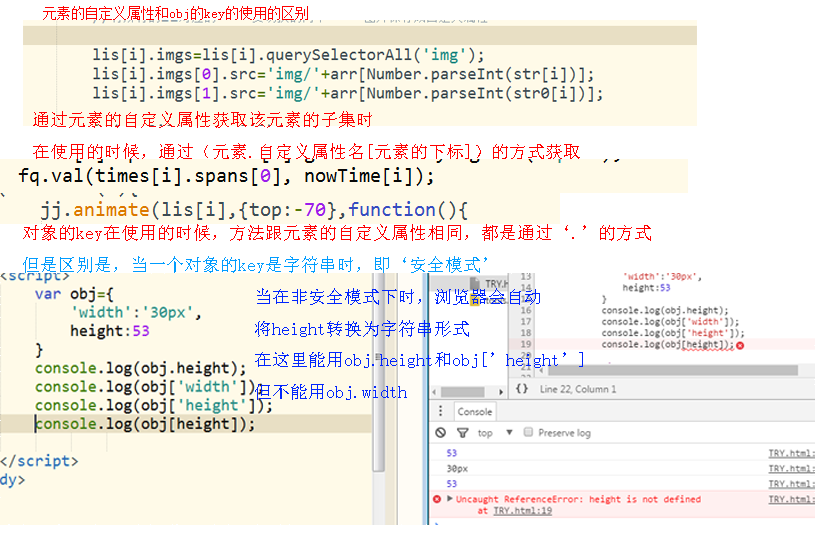 元素的自定义属性和obj的key的使用的区别
lis[i].imgs=lis[i].querySelectorAll('img');
lis[i].imgs[0].src='img/'+arr[Number.parseInt(str[i])];
lis[i].imgs[1].src='img/'+arr[Number.parseInt(str0[i])];
通过元素的自定义属性获取该元素的子集时
在使用的时候，通过（元素.自定义属性名[元素的下标]）的方式获取
fq.val(times[i].spans[0], nowTime[i]);
jj.animate(lis[i],{top:-70},function(){
对象的key在使用的时候，方法跟元素的自定义属性相同，都是通过‘.’的方式
但是区别是，当一个对象的key是字符串时，即‘安全模式’
<script>
var obj={
'width':'30px',
height:53
}
console.log(obj.height);
console.log(obj['width']);
console.log(obj['height']);
console.log(obj[height]);
</script>
dy>
当在非安全模式下时，浏览器会自动
将height转换为字符串形式
在这里能用obj.height和obj[’height’]
但不能用obj.width
TRY.h
13 'width':'30px',
14 height:53
15 }
16 console.log(obj.height);
17 console.log(obj['width']);
18 console.log(obj['height']);
19 console.log(obj[height]);
20
21
{} Line 22, Column 1
Console
top ▼ Preserve log
53 TRY.html:
30px TRY.html:
53 TRY.html:
Uncaught ReferenceError: height is not defined TRY.html:
at TRY.html:19